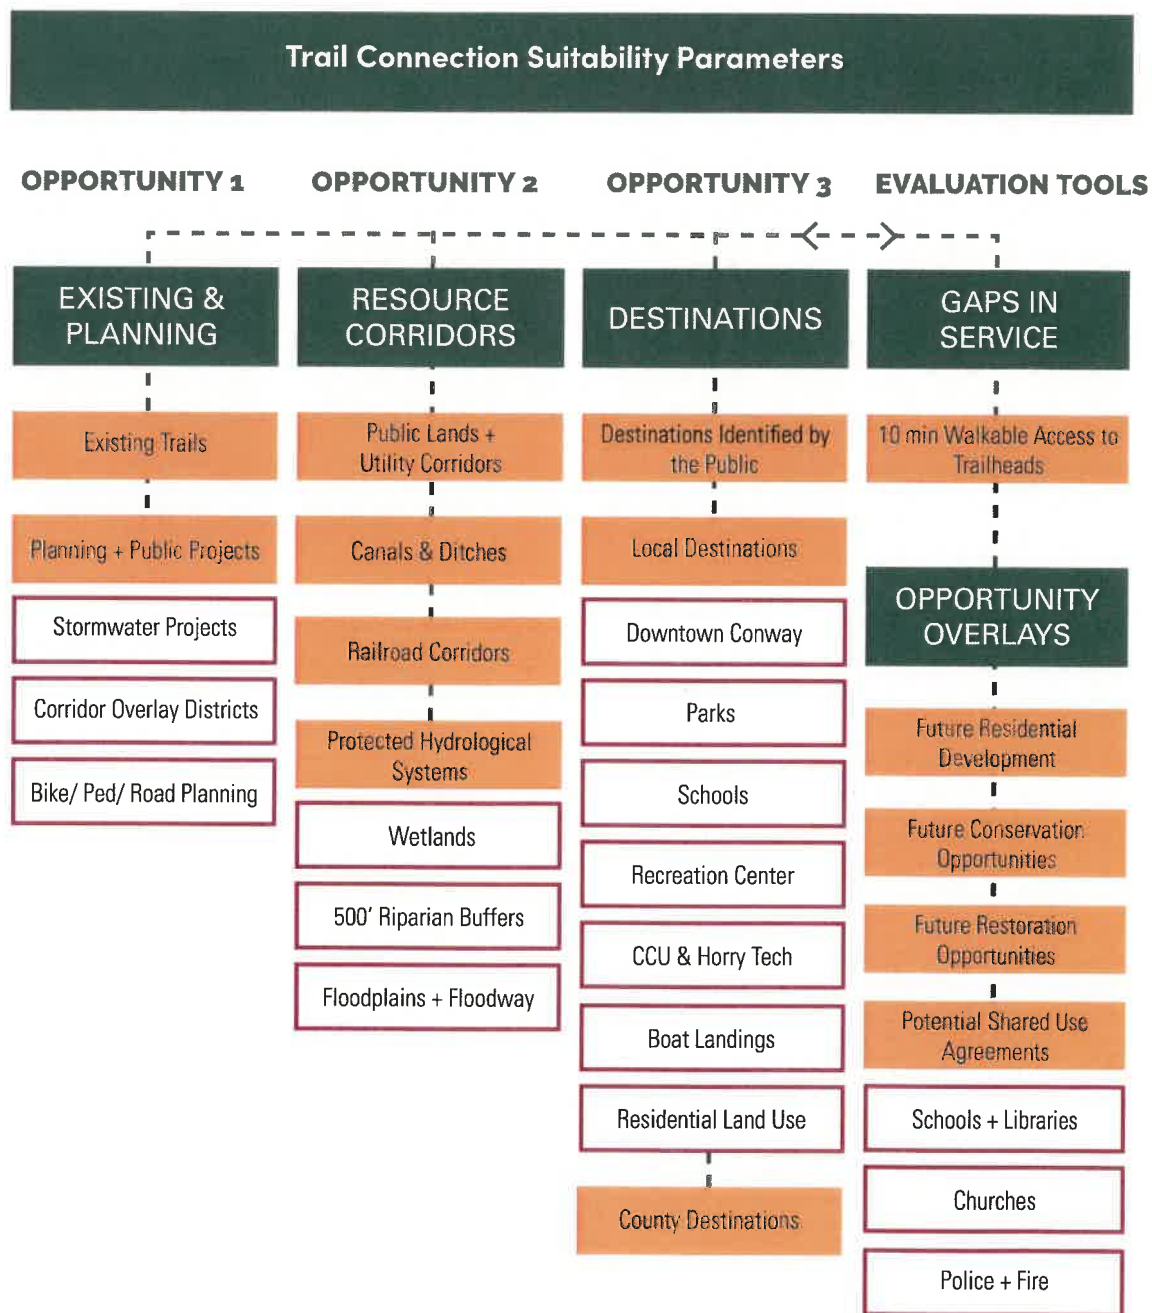 Trail Connection Suitability Parameters
OPPORTUNITY 1
OPPORTUNITY 2
OPPORTUNITY 3
EVALUATION TOOLS
EXISTING &
PLANNING
Existing Trails
Planning + Public Projects
Stormwater Projects
Corridor Overlay Districts
Bike/ Ped/ Road Planning
RESOURCE
CORRIDORS
Public Lands +
Utility Corridors
Canals & Ditches
Railroad Corridors
Protected Hydrological
Systems
Wetlands
500' Riparian Buffers
Floodplains + Floodway
DESTINATIONS
Destinations Identified by
the Public
Local Destinations
Downtown Conway
Parks
Schools
Recreation Center
CCU & Horry Tech
Boat Landings
Residential Land Use
County Destinations
GAPS IN
SERVICE
10 min Walkable Access to
Trailheads
OPPORTUNITY
OVERLAYS
Future Residential
Development
Future Conservation
Opportunities
Future Restoration
Opportunities
Potential Shared Use
Agreements
Schools + Libraries
Churches
Police + Fire